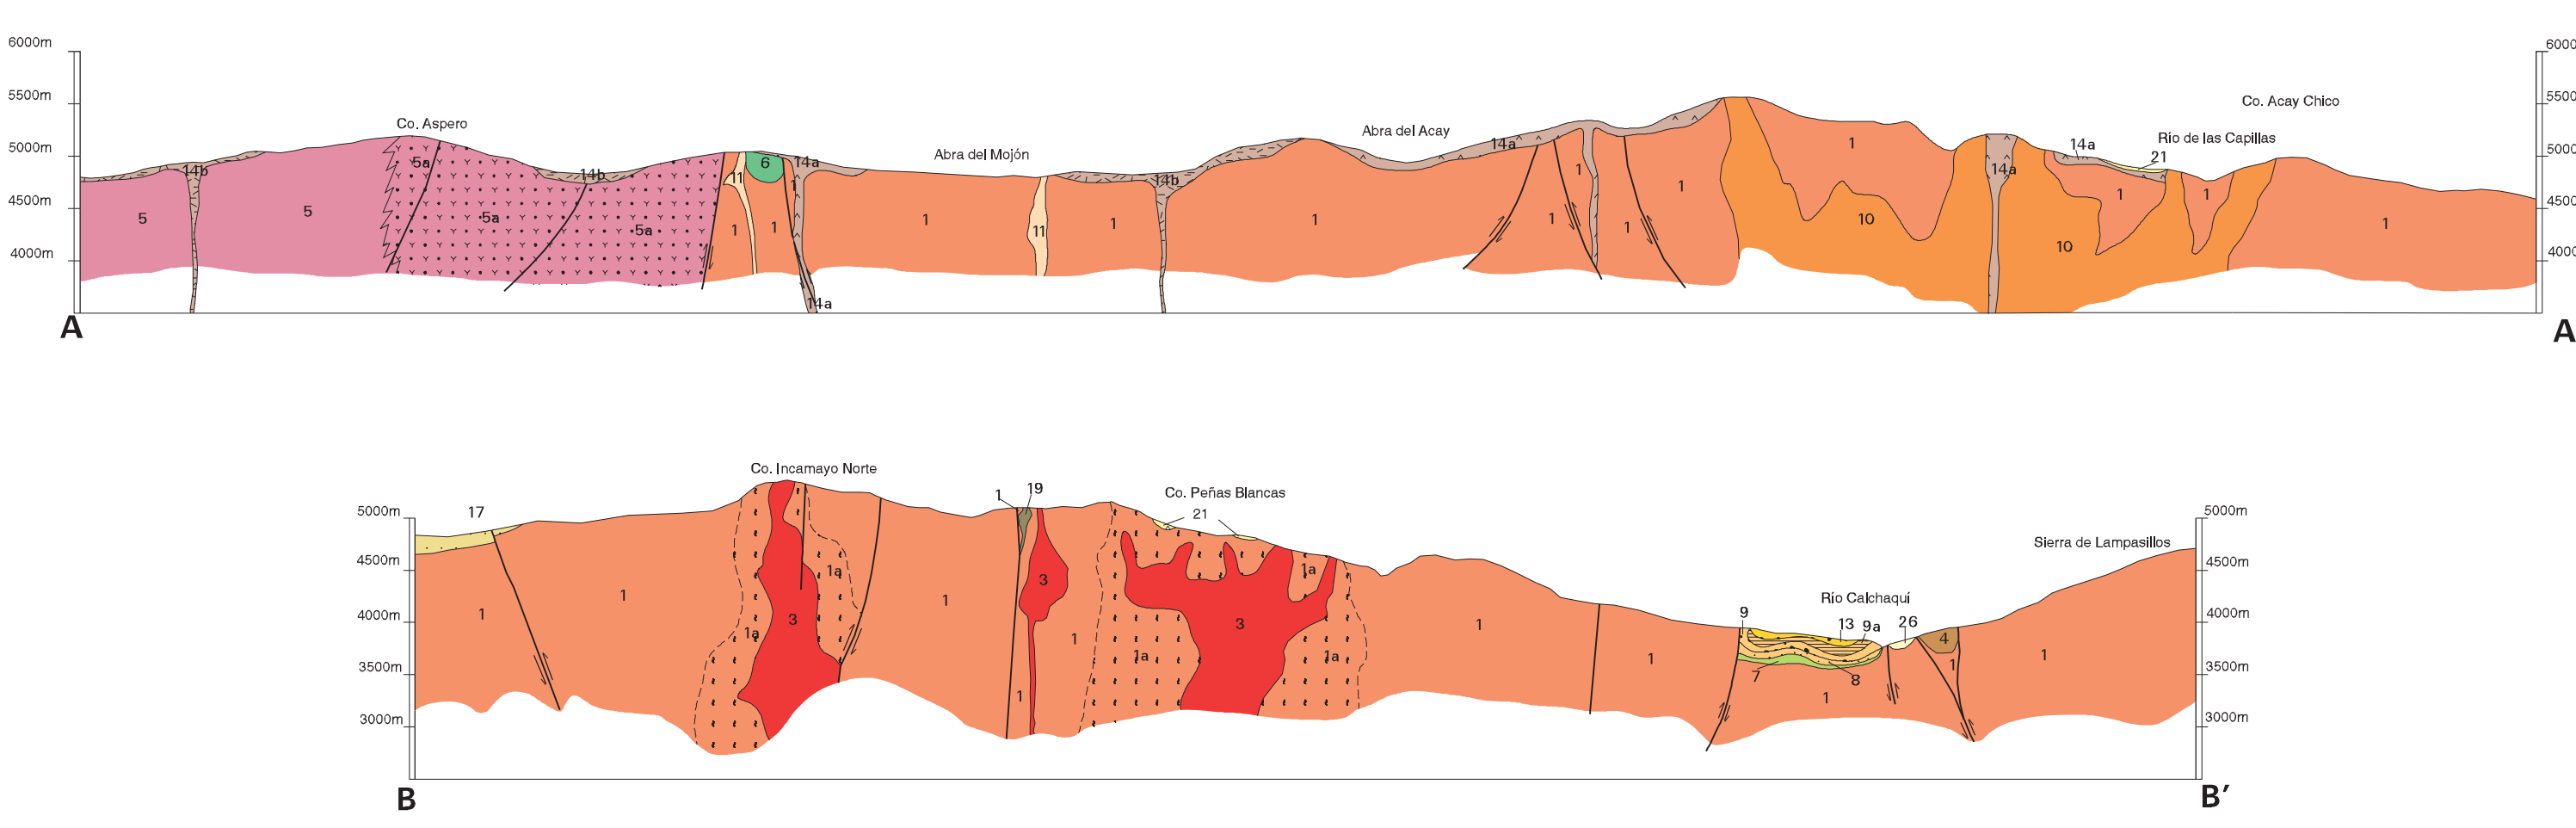 6000m
5500m
5000m
4500m
4000m
Co. Aspero
Abra del Mojón
Abra del Acay
Co. Acay Chico
Río de las Capillas
6000
5500
5000
4500
4000
14b
5
5
5a
5a
14b
5a
11
6
14a
1
1
1
14a
1
11
1
14b
1
14a
1
1
1
1
1
10
14a
10
14a
21
1
1
1
A
A
Co. Incamayo Norte
Co. Peñas Blancas
Sierra de Lampasillos
Río Calchaquí
5000m
4500m
4000m
3500m
3000m
5000m
4500m
4000m
3500m
3000m
17
1
1
1a
3
1a
1
1
19
3
1
1
21
1a
3
1a
1a
1
1
9
13
9a
26
4
7
8
1
1
1
B
B′